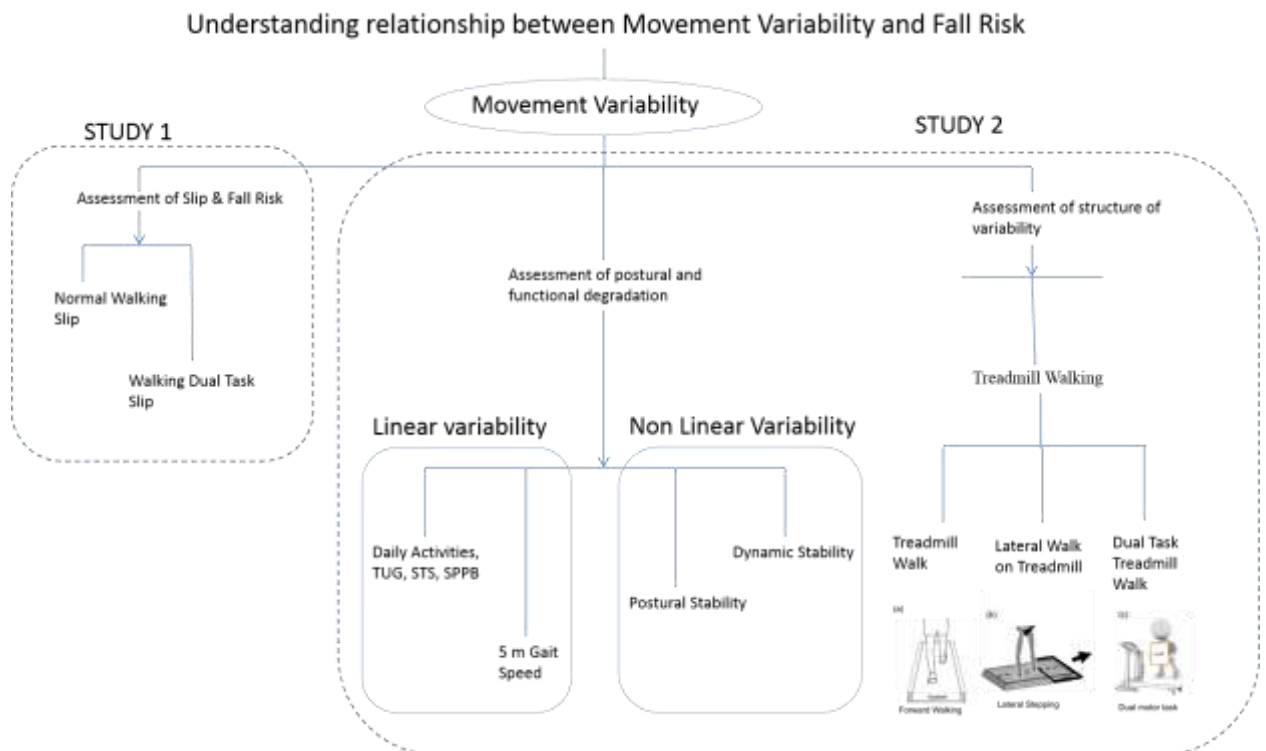 Understanding relationship between Movement Variability and Fall Risk
Movement Variability
STUDY 1
STUDY 2
Assessment of Slip & Fall Risk
Normal Walking
Slip
Walking Dual Task
Slip
Assessment of postural and
functional degradation
Linear variability
Daily Activities,
TUG, STS, SPPB
5 m Gait
Speed
Non Linear Variability
Dynamic Stability
Postural Stability
Assessment of structure of
variability
Treadmill Walking
Treadmill
Walk
Lateral Walk
on Treadmill
Dual Task
Treadmill
Walk
(a)
Forward Walking
(b)
Lateral Stepping
Dual motor task